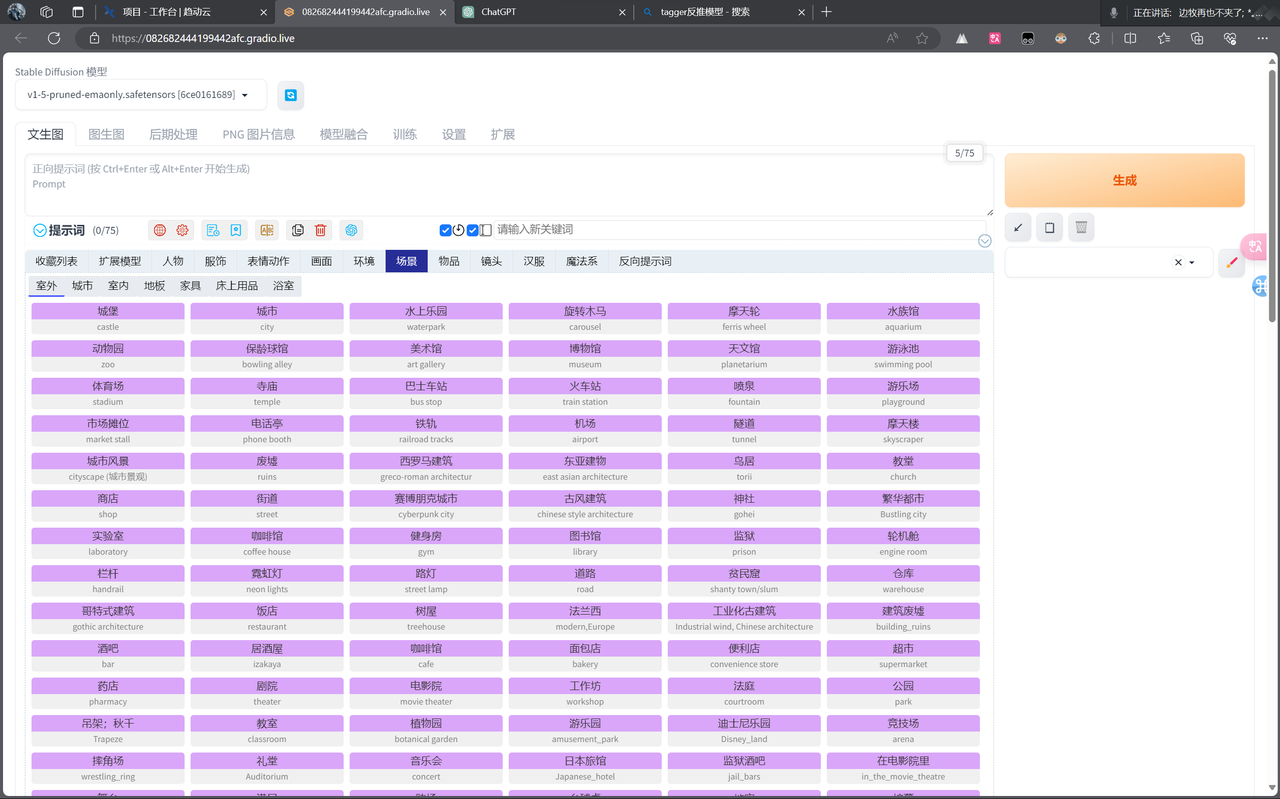 项目 - 工作台 | 趋动云
082682444199442afc.gradio.live
ChatGPT
tagger反推模型 - 搜索
正在讲话: 边牧再也不夹了; *...
https://082682444199442afc.gradio.live
Stable Diffusion 模型
v1-5-pruned-emaonly.safetensors [6ce0161689]
文生图 图生图 后期处理 PNG 图片信息 模型融合 训练 设置 扩展
5/75
正向提示词 (按 Ctrl+Enter 或 Alt+Enter 开始生成)
Prompt
生成
提示词 (0/75) 请输入新关键词
收藏列表 扩展模型 人物 服饰 表情动作 画面 环境 场景 物品 镜头 汉服 魔法系 反向提示词
室外 城市 室内 地板 家具 床上用品 浴室
城堡 城市 水上乐园 旋转木马 摩天轮 水族馆
castle city waterpark carousel ferris wheel aquarium
动物园 保龄球馆 美术馆 博物馆 天文馆 游泳池
zoo bowling alley art gallery museum planetarium swimming pool
体育场 寺庙 巴士车站 火车站 喷泉 游乐场
stadium temple bus stop train station fountain playground
市场摊位 电话亭 铁轨 机场 隧道 摩天楼
market stall phone booth railroad tracks airport tunnel skyscraper
城市风景 废墟 西罗马建筑 东亚建物 鸟居 教堂
cityscape (城市景观) ruins greco-roman architectur east asian architecture torii church
商店 街道 赛博朋克城市 古风建筑 神社 繁华都市
shop street cyberpunk city chinese style architecture gohei Bustling city
实验室 咖啡馆 健身房 图书馆 监狱 轮机舱
laboratory coffee house gym library prison engine room
栏杆 霓虹灯 路灯 道路 贫民窟 仓库
handrail neon lights street lamp road shanty town/slum warehouse
哥特式建筑 饭店 树屋 法兰西 工业化古建筑 建筑废墟
gothic architecture restaurant treehouse modern,Europe Industrial wind, Chinese architecture building_ruins
酒吧 居酒屋 咖啡馆 面包店 便利店 超市
bar izakaya cafe bakery convenience store supermarket
药店 剧院 电影院 工作坊 法庭 公园
pharmacy theater movie theater workshop courtroom park
吊架；秋千 教室 植物园 游乐园 迪士尼乐园 竞技场
Trapeze classroom botanical garden amusement_park Disney_land arena
摔角场 礼堂 音乐会 日本旅馆 监狱酒吧 在电影院里
wrestling_ring Auditorium concert Japanese_hotel jail_bars in_the_movie_theatre